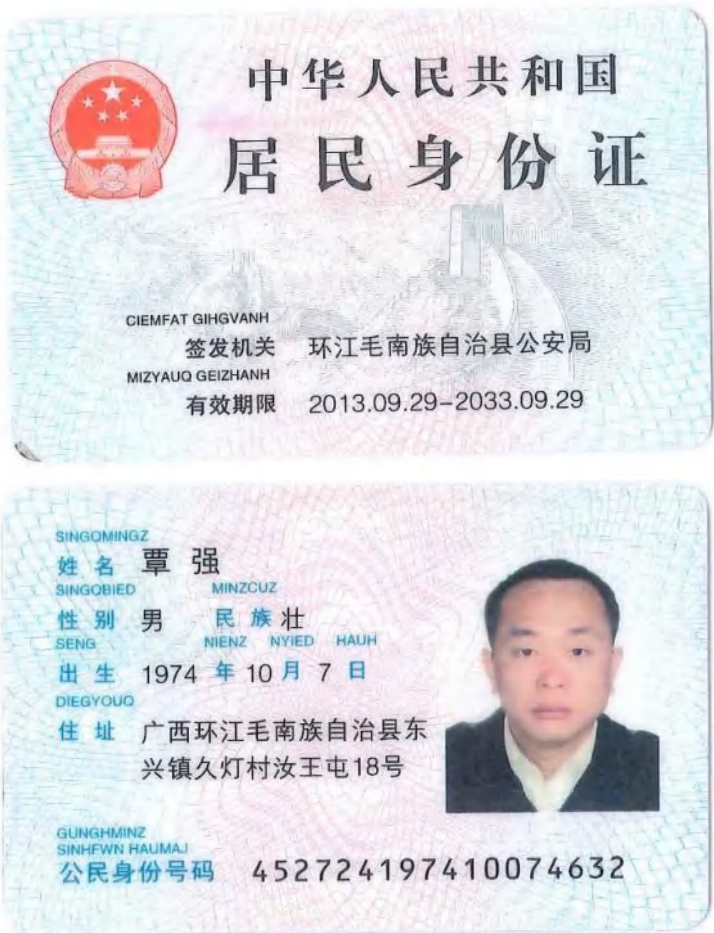 中华人民共和国
居民身份证
CIEMFAT GIHGVANH
签发机关 环江毛南族自治县公安局
MIZYAUQ GEIZHANH
有效期限 2013.09.29-2033.09.29
SINGQMINGZ
姓名 覃强
SINGQBIED MINZCUZ
性别 男 民族 壮
SENG NIENZ NYIED HAUH
出生 1974 年 10 月 7 日
DIEGYOUQ
住址 广西环江毛南族自治县东
兴镇久灯村汝王屯18号
GUNGHMINZ
SINHFWN HAUMAJ
公民身份号码 452724197410074632